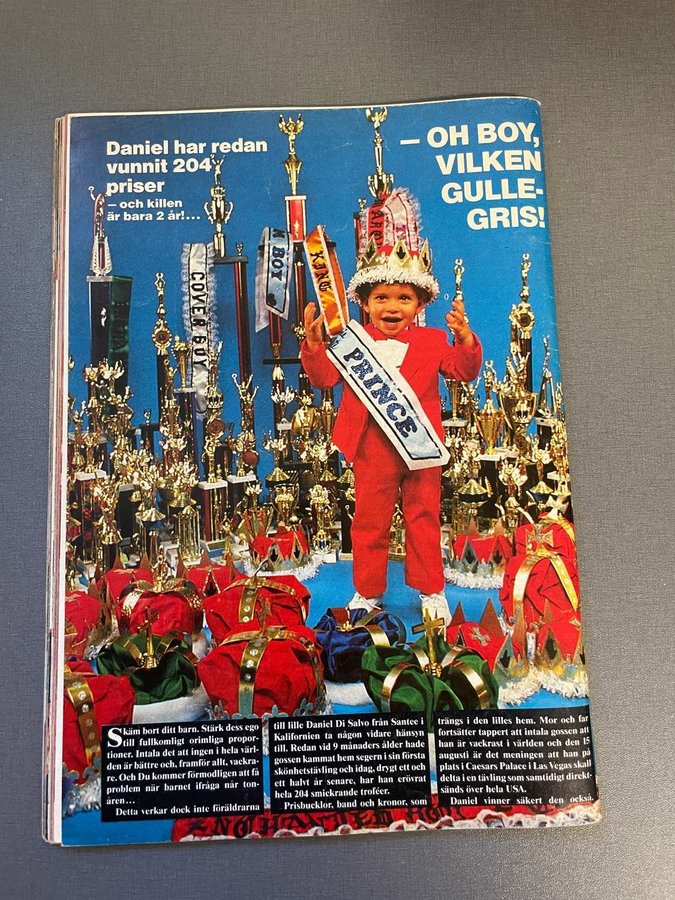 Daniel har redan
vunnit 204
priser
– och killen
är bara 2 år!...
– OH BOY,
VILKEN
GULLE-
GRIS!
COVER GUY
BOY
KING
PRINCE
Skäm bort ditt barn. Stärk dess ego
till fullkomligt orimliga propor-
tioner. Intala det att ingen i hela värl-
den är bättre och, framför allt, vackra-
re. Och Du kommer förmodligen att få
problem när barnet ifråga når ton-
åren...
Detta verkar dock inte föräldrarna
till lille Daniel Di Salvo från Santee i
Kalifornien ta någon vidare hänsyn
till. Redan vid 9 månaders ålder hade
gossen kammat hem segern i sin första
skönhetstävling och idag, drygt ett och
ett halvt år senare, har han erövrat
hela 204 smickrande troféer.
Prisbucklor, band och kronor, som
trängs i den lilles hem. Mor och far
fortsätter tappert att intala gossen att
han är vackrast i världen och den 15
augusti är det meningen att han på
plats i Caesars Palace i Las Vegas skall
delta i en tävling som samtidigt direkt-
sänds över hela USA.
Daniel vinner säkert den också.